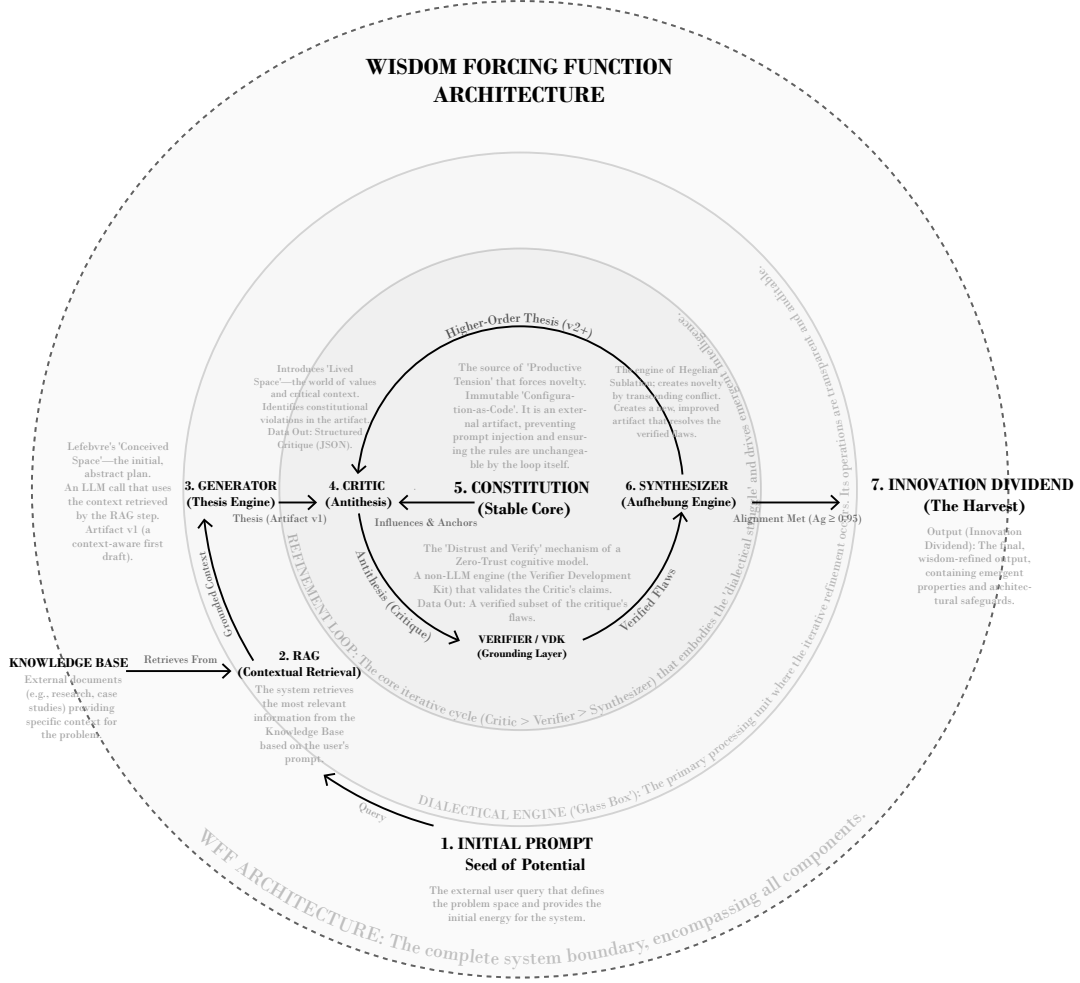 WISDOM FORCING FUNCTION
ARCHITECTURE
Higher-Order Thesis (v2+)
Introduces 'Lived
Space'—the world of values
and critical context.
Identifies constitutional
violations in the artifact.
Data Out: Structured
Critique (JSON).
The source of 'Productive
Tension' that forces novelty.
Immutable 'Configura-
tion-as-Code'. It is an exter-
nal artifact, preventing
prompt injection and ensur-
ing the rules are unchangea-
ble by the loop itself.
The engine of Hegelian
Sublation; creates novelty
by transcending conflict.
Creates a new, improved
artifact that resolves the
verified flaws.
Lefebvre's 'Conceived
Space'—the initial,
abstract plan.
An LLM call that uses
the context retrieved
by the RAG step.
Artifact v1 (a
context-aware first
draft).
3. GENERATOR
(Thesis Engine)
Thesis (Artifact v1)
4. CRITIC
(Antithesis)
Influences & Anchors
5. CONSTITUTION
(Stable Core)
6. SYNTHESIZER
(Aufhebung Engine)
Alignment Met (Ag ≥ 0.95)
7. INNOVATION DIVIDEND
(The Harvest)
Output (Innovation
Dividend): The final,
wisdom-refined output,
containing emergent
properties and architec-
tural safeguards.
The 'Distrust and Verify' mechanism of a
Zero-Trust cognitive model.
A non-LLM engine (the Verifier Development
Kit) that validates the Critic's claims.
Data Out: A verified subset of the critique's
flaws.
Antithesis (Critique)
VERIFIER / VDK
(Grounding Layer)
Verified Flaws
Grounded Context
KNOWLEDGE BASE
Retrieves From
External documents
(e.g., research, case
studies) providing
specific context for
the problem.
2. RAG
(Contextual Retrieval)
The system retrieves
the most relevant
information from the
Knowledge Base
based on the user's
prompt.
Query
1. INITIAL PROMPT
Seed of Potential
The external user query that defines
the problem space and provides the
initial energy for the system.
REFINEMENT LOOP: The core iterative cycle (Critic > Verifier > Synthesizer) that embodies the 'dialectical struggle' and drives emergent intelligence.
DIALECTICAL ENGINE ('Glass Box'): The primary processing unit where the iterative refinement occurs. Its operations are transparent and auditable.
WFF ARCHITECTURE: The complete system boundary, encompassing all components.